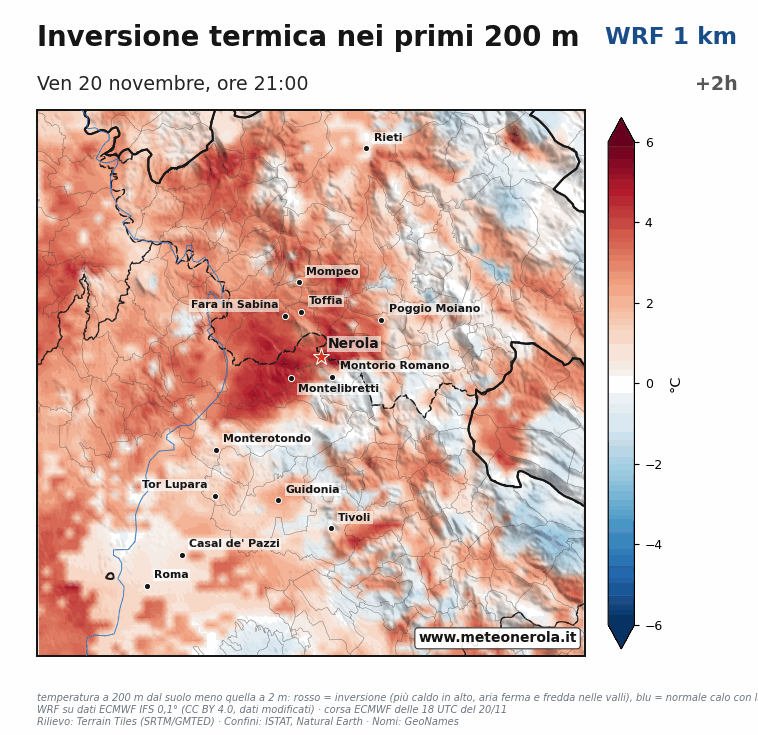 Inversione termica nei primi 200 m WRF 1 km
Ven 20 novembre, ore 21:00 +2h
Rieti
Mompeo
Fara in Sabina
Toffia
Poggio Moiano
Nerola
Montorio Romano
Montelibretti
Monterotondo
Tor Lupara
Guidonia
Tivoli
Casal de' Pazzi
Roma
www.meteonerola.it
6
4
2
0
−2
−4
−6
°C
temperatura a 200 m dal suolo meno quella a 2 m: rosso = inversione (più caldo in alto, aria ferma e fredda nelle valli), blu = normale calo con l
WRF su dati ECMWF IFS 0,1° (CC BY 4.0, dati modificati) · corsa ECMWF delle 18 UTC del 20/11
Rilievo: Terrain Tiles (SRTM/GMTED) · Confini: ISTAT, Natural Earth · Nomi: GeoNames